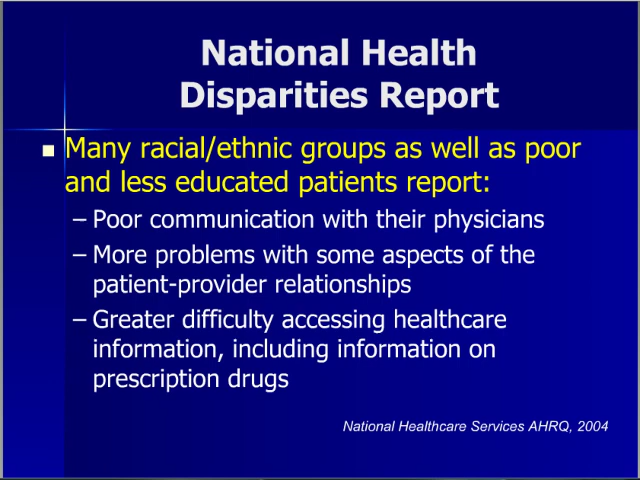 National Health
Disparities Report
Many racial/ethnic groups as well as poor
and less educated patients report:
– Poor communication with their physicians
– More problems with some aspects of the
patient-provider relationships
– Greater difficulty accessing healthcare
information, including information on
prescription drugs
National Healthcare Services AHRQ, 2004